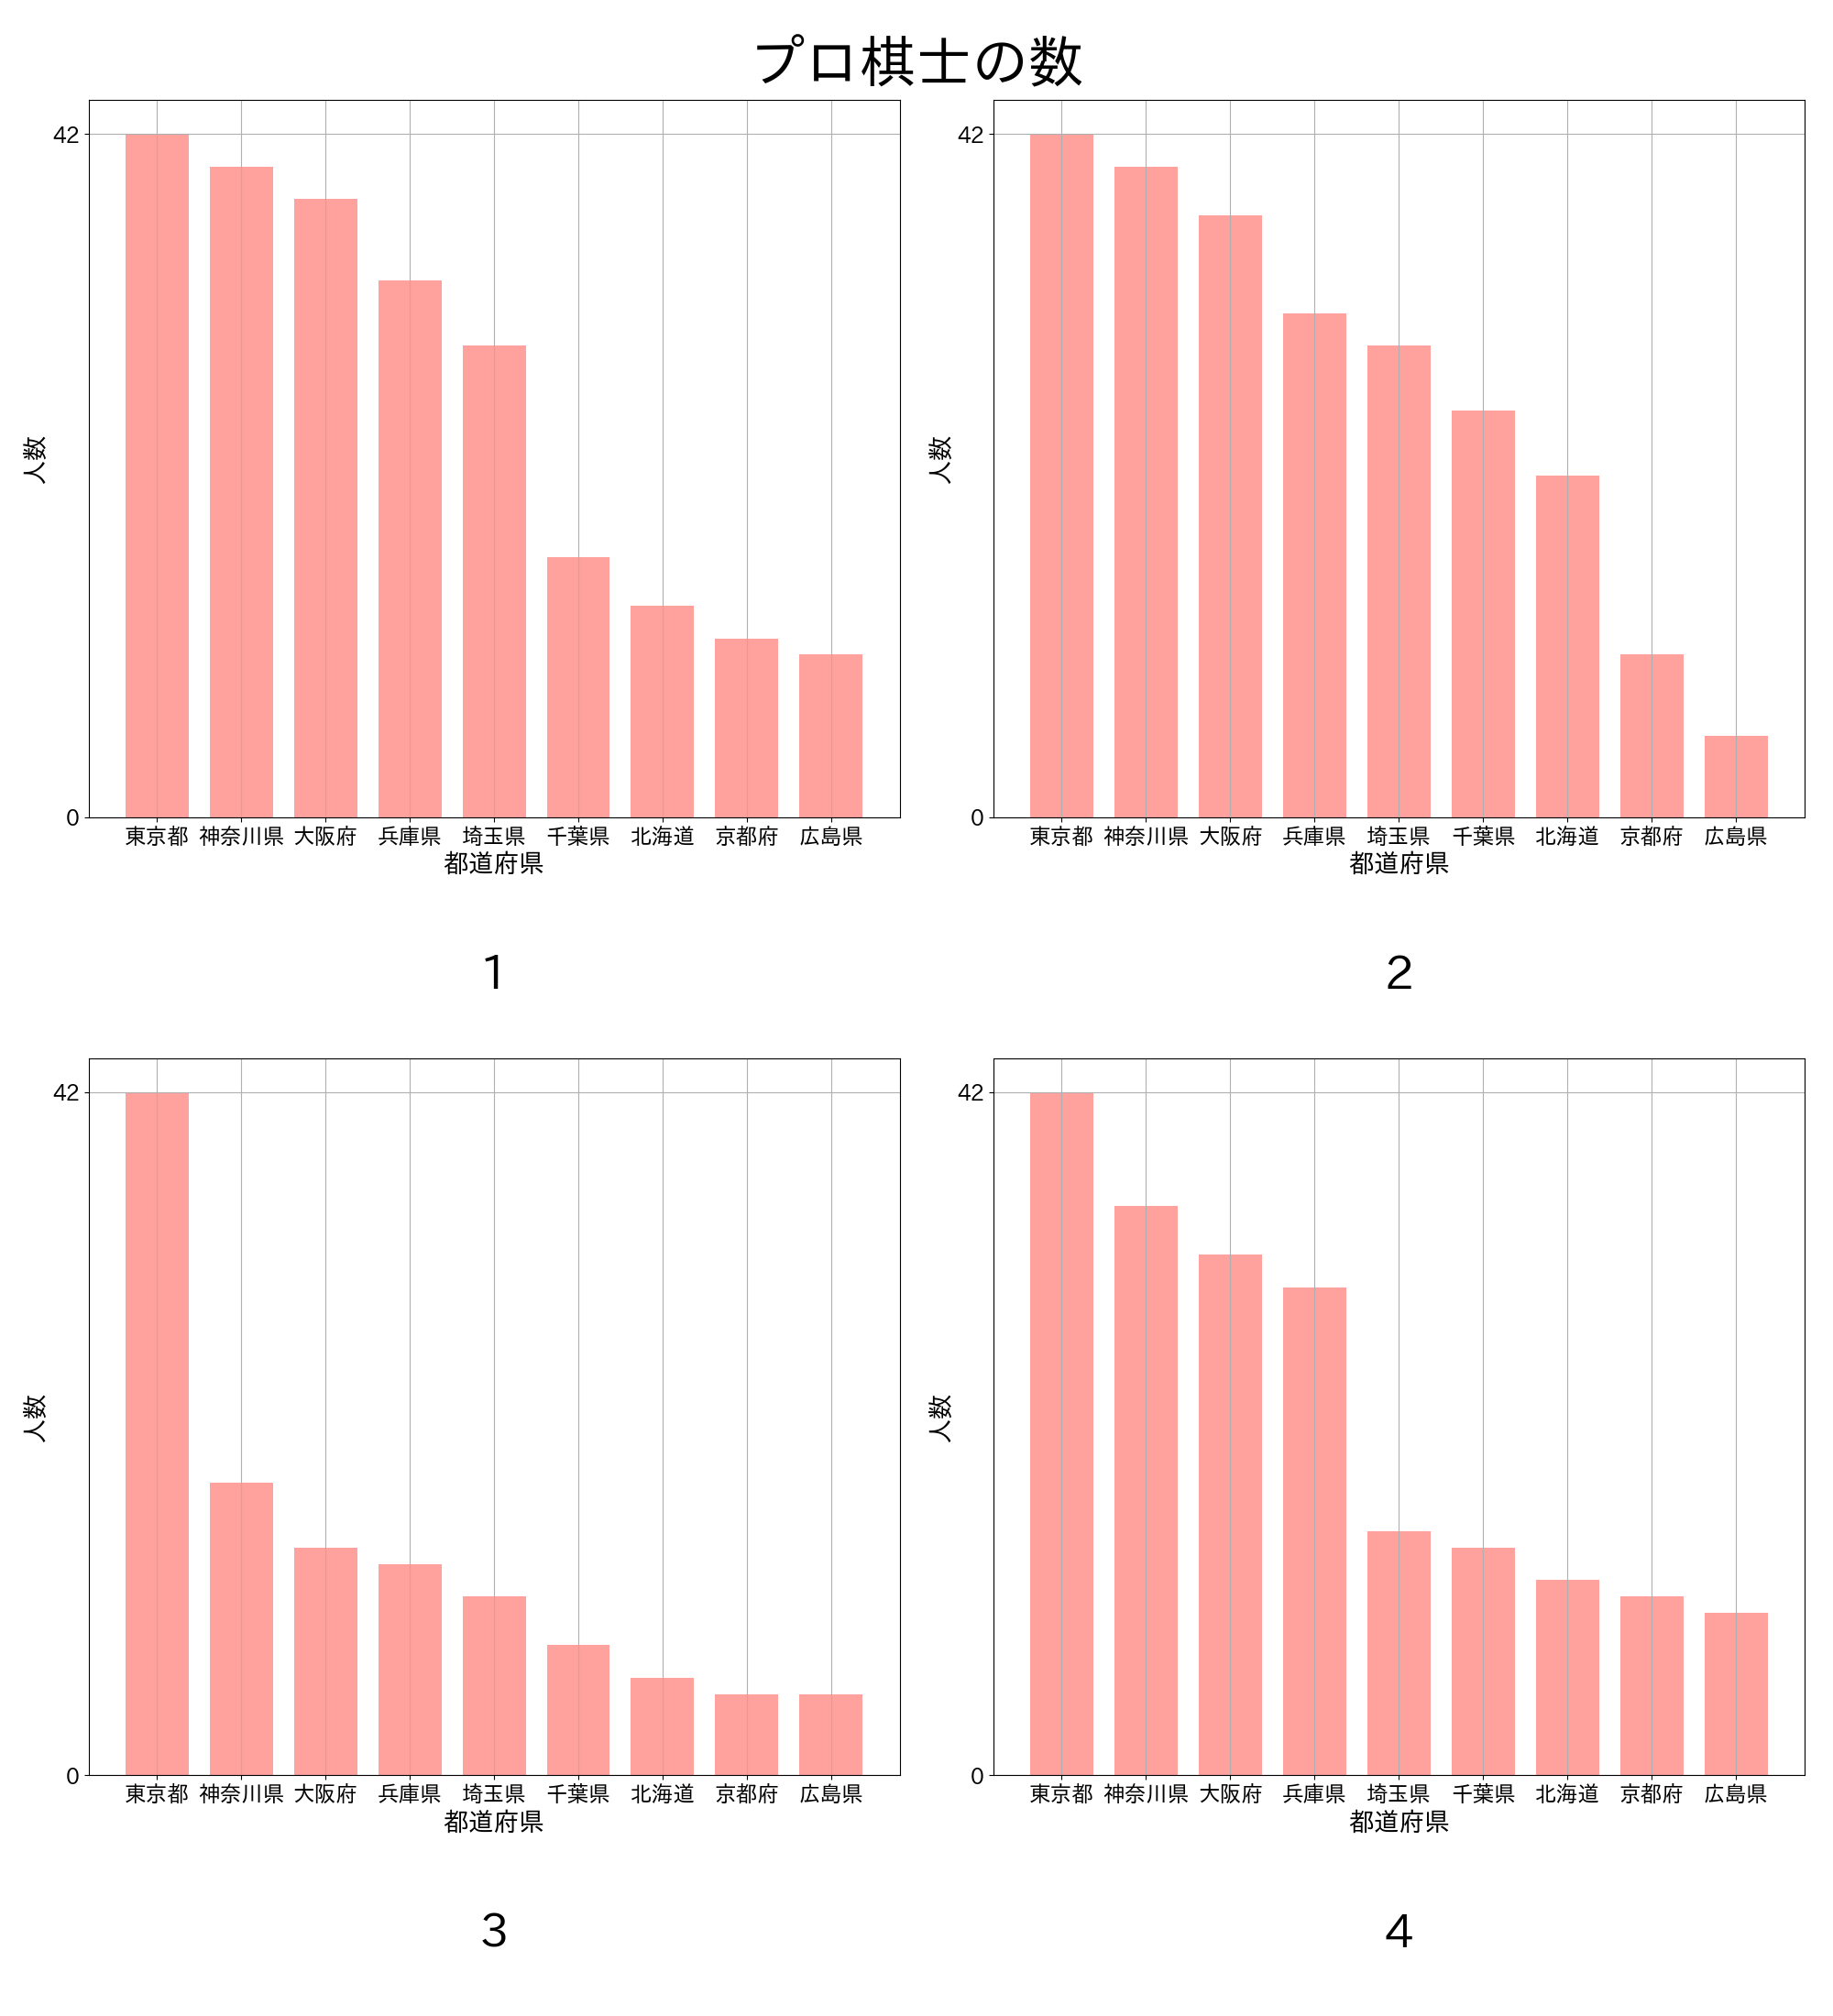 プロ棋士の数
42
0
人数
東京都 神奈川県 大阪府 兵庫県 埼玉県 千葉県 北海道 京都府 広島県
都道府県
1
42
0
人数
東京都 神奈川県 大阪府 兵庫県 埼玉県 千葉県 北海道 京都府 広島県
都道府県
2
42
0
人数
東京都 神奈川県 大阪府 兵庫県 埼玉県 千葉県 北海道 京都府 広島県
都道府県
3
42
0
人数
東京都 神奈川県 大阪府 兵庫県 埼玉県 千葉県 北海道 京都府 広島県
都道府県
4